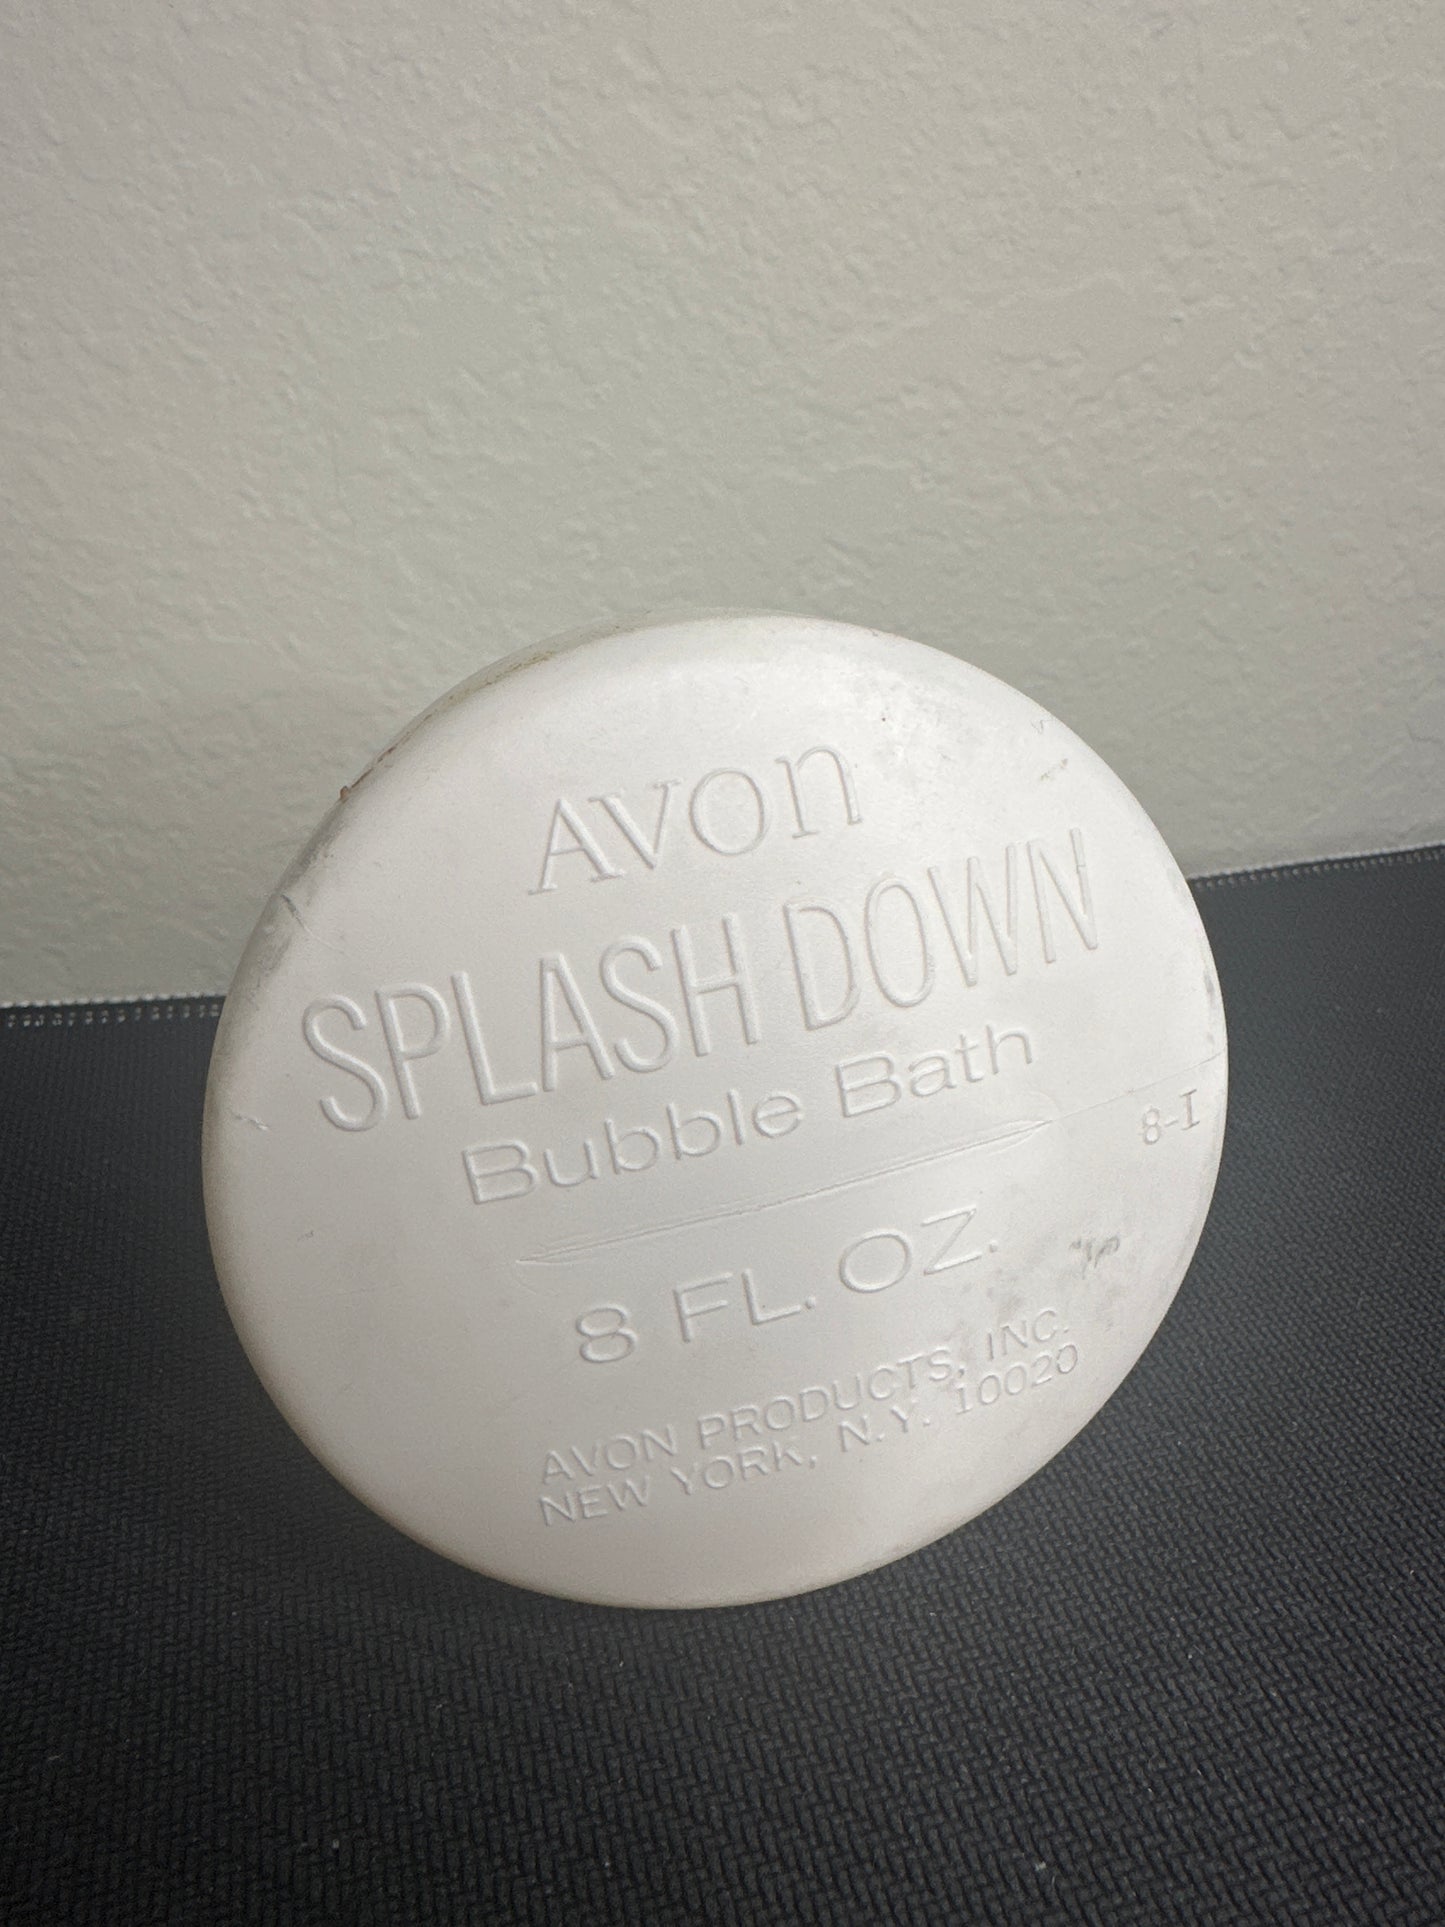 AVON
SPLASH DOWN
Bubble Bath
8-I
8 FL. OZ.
AVON PRODUCTS, INC.
NEW YORK, N.Y. 10020